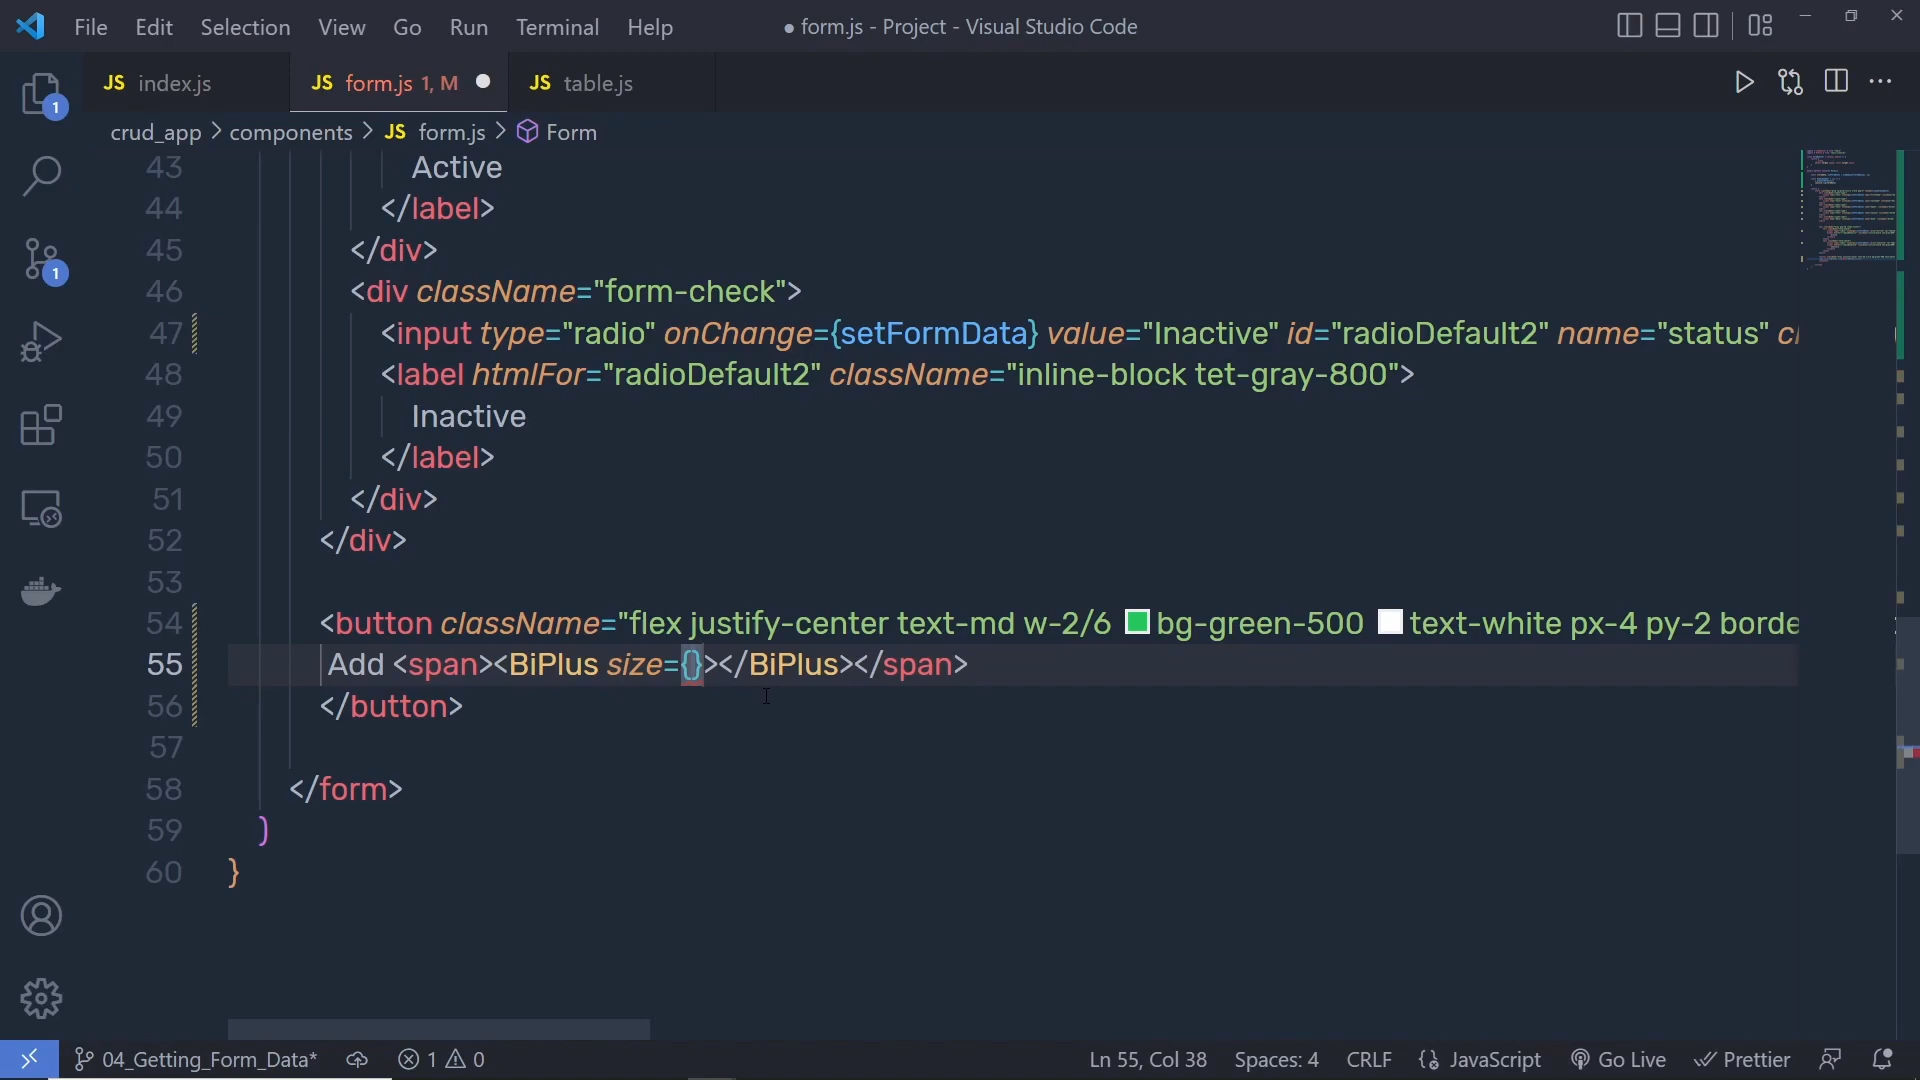 File Edit Selection View Go Run Terminal Help ● form.js - Project - Visual Studio Code
JS index.js JS form.js 1, M JS table.js
crud_app > components > JS form.js > Form
43 Active
44 </label>
45 </div>
46 <div className="form-check">
47 <input type="radio" onChange={setFormData} value="Inactive" id="radioDefault2" name="status" cl
48 <label htmlFor="radioDefault2" className="inline-block tet-gray-800">
49 Inactive
50 </label>
51 </div>
52 </div>
53
54 <button className="flex justify-center text-md w-2/6 bg-green-500 text-white px-4 py-2 borde
55 Add <span><BiPlus size={}></BiPlus></span>
56 </button>
57
58 </form>
59 )
60 }
1
1
04_Getting_Form_Data* 1 0 Ln 55, Col 38 Spaces: 4 CRLF {} JavaScript Go Live Prettier